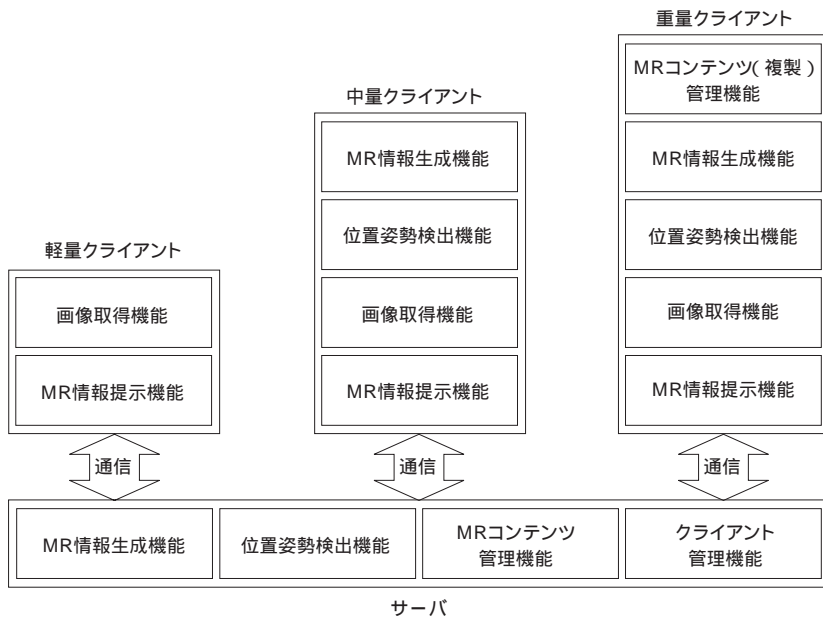 重量クライアント
MRコンテンツ(複製)
管理機能
MR情報生成機能
位置姿勢検出機能
画像取得機能
MR情報提示機能
中量クライアント
MR情報生成機能
位置姿勢検出機能
画像取得機能
MR情報提示機能
軽量クライアント
画像取得機能
MR情報提示機能
通信
通信
通信
MR情報生成機能
位置姿勢検出機能
MRコンテンツ
管理機能
クライアント
管理機能
サーバ